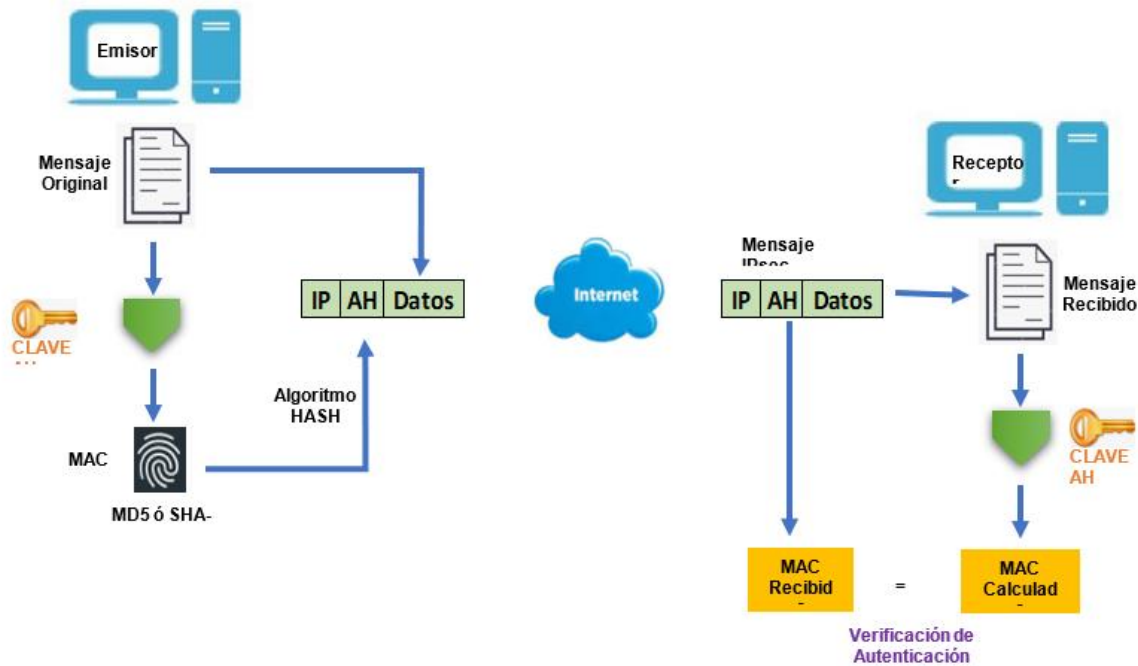 Emisor
Mensaje
Original
CLAVE
MAC
MD5 ó SHA-
Algoritmo
HASH
IP AH Datos
Internet
Mensaje
IPsec
IP AH Datos
Recepto
Mensaje
Recibido
CLAVE
AH
MAC
Recibid
=
MAC
Calculad
Verificación de
Autenticación